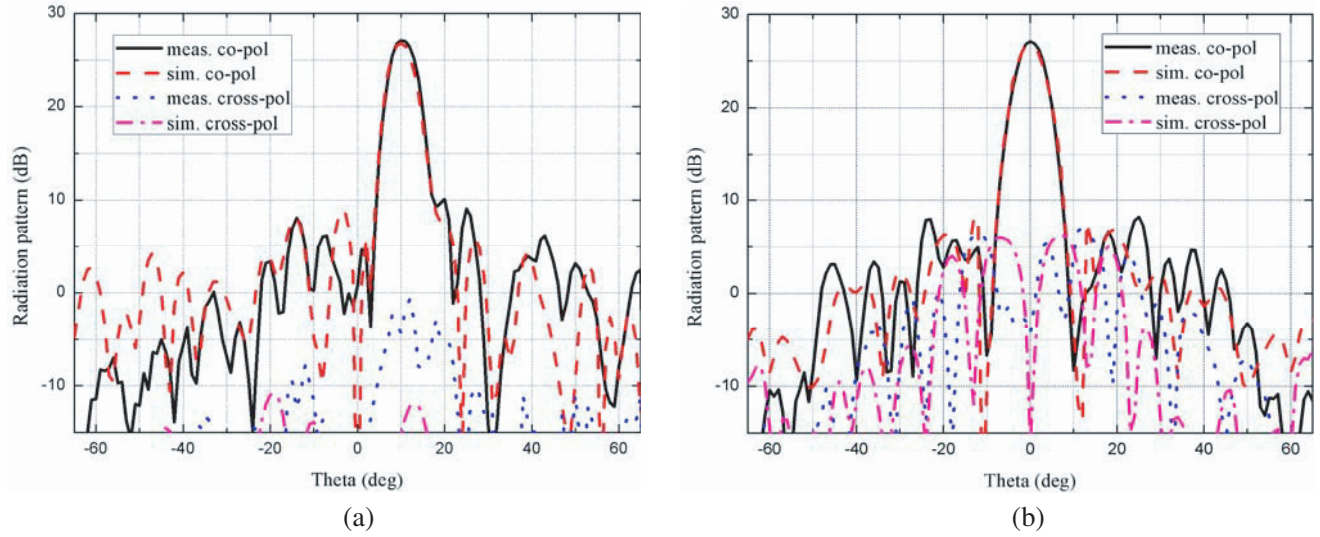 30
20
10
0
-10
Radiation pattern (dB)
meas. co-pol
sim. co-pol
meas. cross-pol
sim. cross-pol
-60 -40 -20 0 20 40 60
Theta (deg)
(a)
30
20
10
0
-10
Radiation pattern (dB)
meas. co-pol
sim. co-pol
meas. cross-pol
sim. cross-pol
-60 -40 -20 0 20 40 60
Theta (deg)
(b)